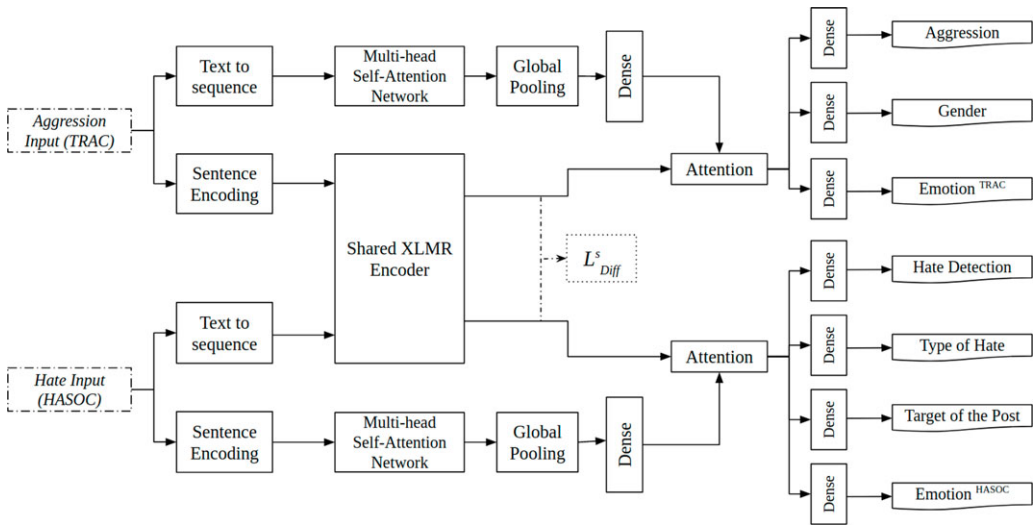 Aggression
Input (TRAC)
Text to
sequence
Multi-head
Self-Attention
Network
Global
Pooling
Dense
Sentence
Encoding
Shared XLMR
Encoder
L^s_Diff
Attention
Dense
Aggression
Dense
Gender
Dense
Emotion TRAC
Hate Input
(HASOC)
Text to
sequence
Sentence
Encoding
Multi-head
Self-Attention
Network
Global
Pooling
Dense
Attention
Dense
Hate Detection
Dense
Type of Hate
Dense
Target of the Post
Dense
Emotion HASOC